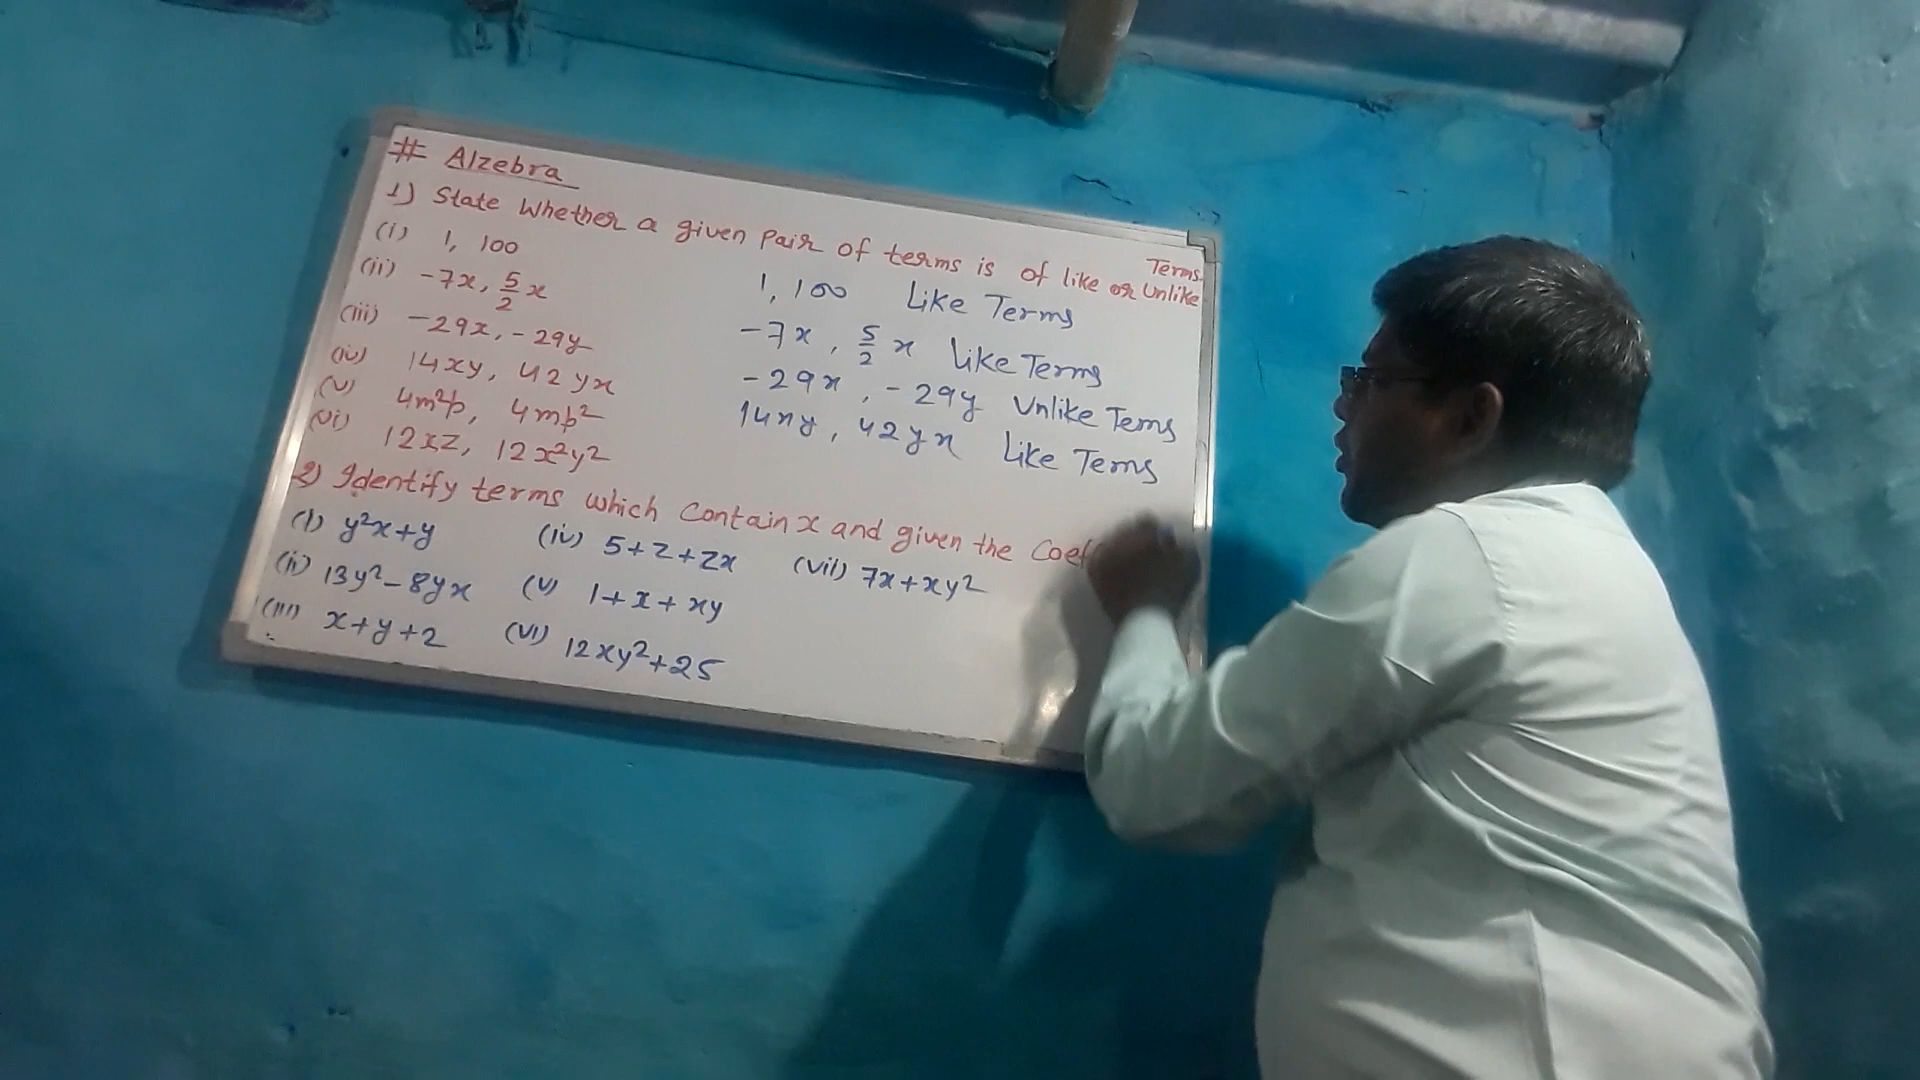 # Alzebra
1) State Whether a given Pair of terms is of like or Unlike Terms.
(i) 1, 100
(ii) -7x, 5/2 x
(iii) -29x, -29y
(iv) 14xy, 42yx
(v) 4m²p, 4mp²
(vi) 12xz, 12x²y²
1, 100 Like Terms
-7x, 5/2 x Like Terms
-29x, -29y Unlike Tems
14xy, 42yx Like Tems
2) Identify terms which Contain x and given the
(i) y²x+y (iv) 5+z+zx (vii) 7x+xy²
(ii) 13y²-8yx (v) 1+x+xy
(iii) x+y+2 (vi) 12xy²+25